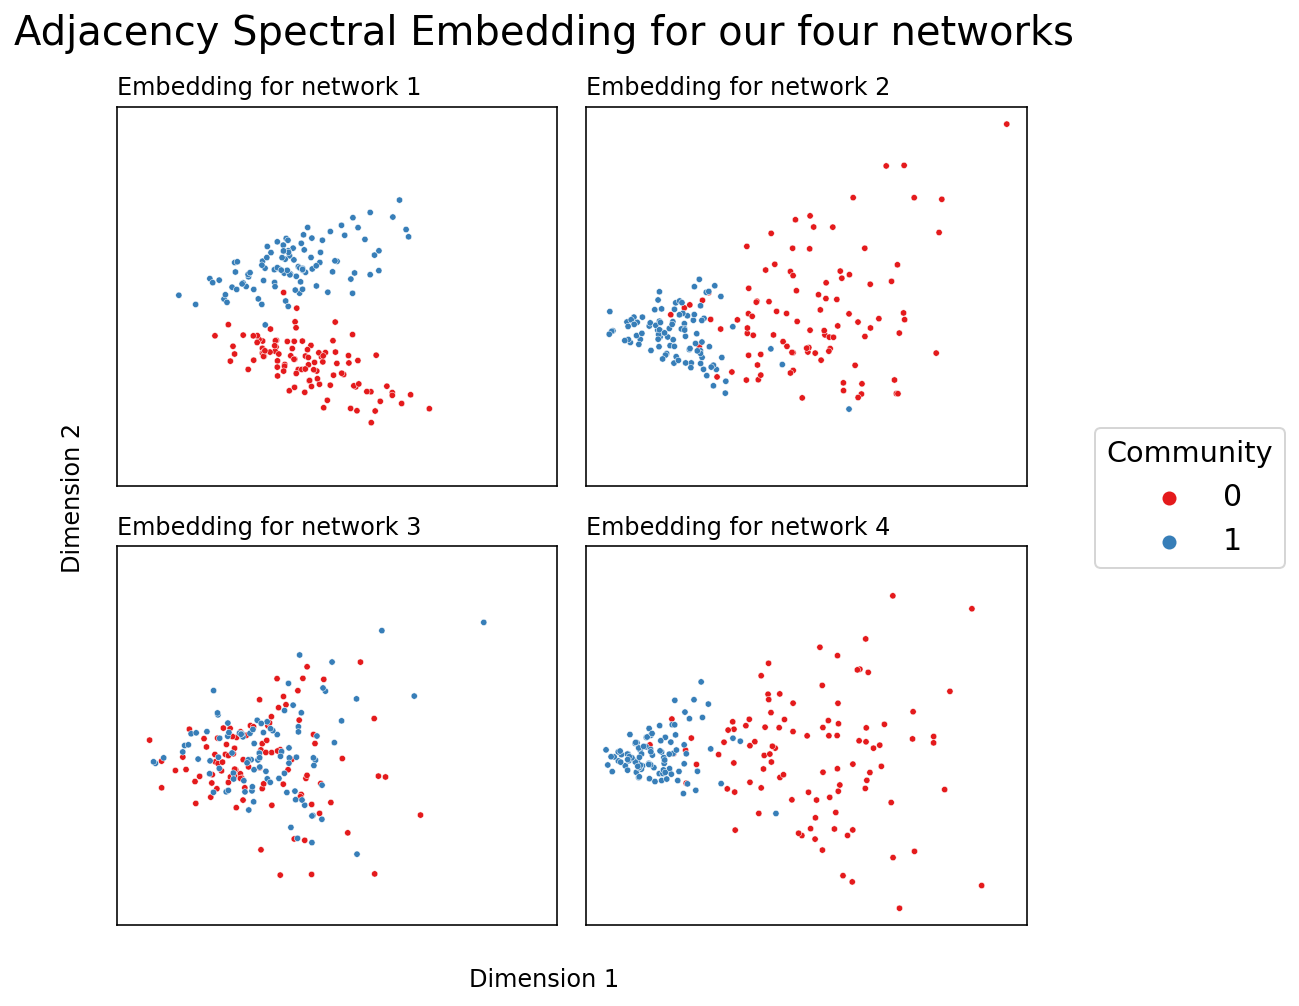 Adjacency Spectral Embedding for our four networks
Embedding for network 1
Embedding for network 2
Dimension 2
Community
0
1
Embedding for network 3
Embedding for network 4
Dimension 1